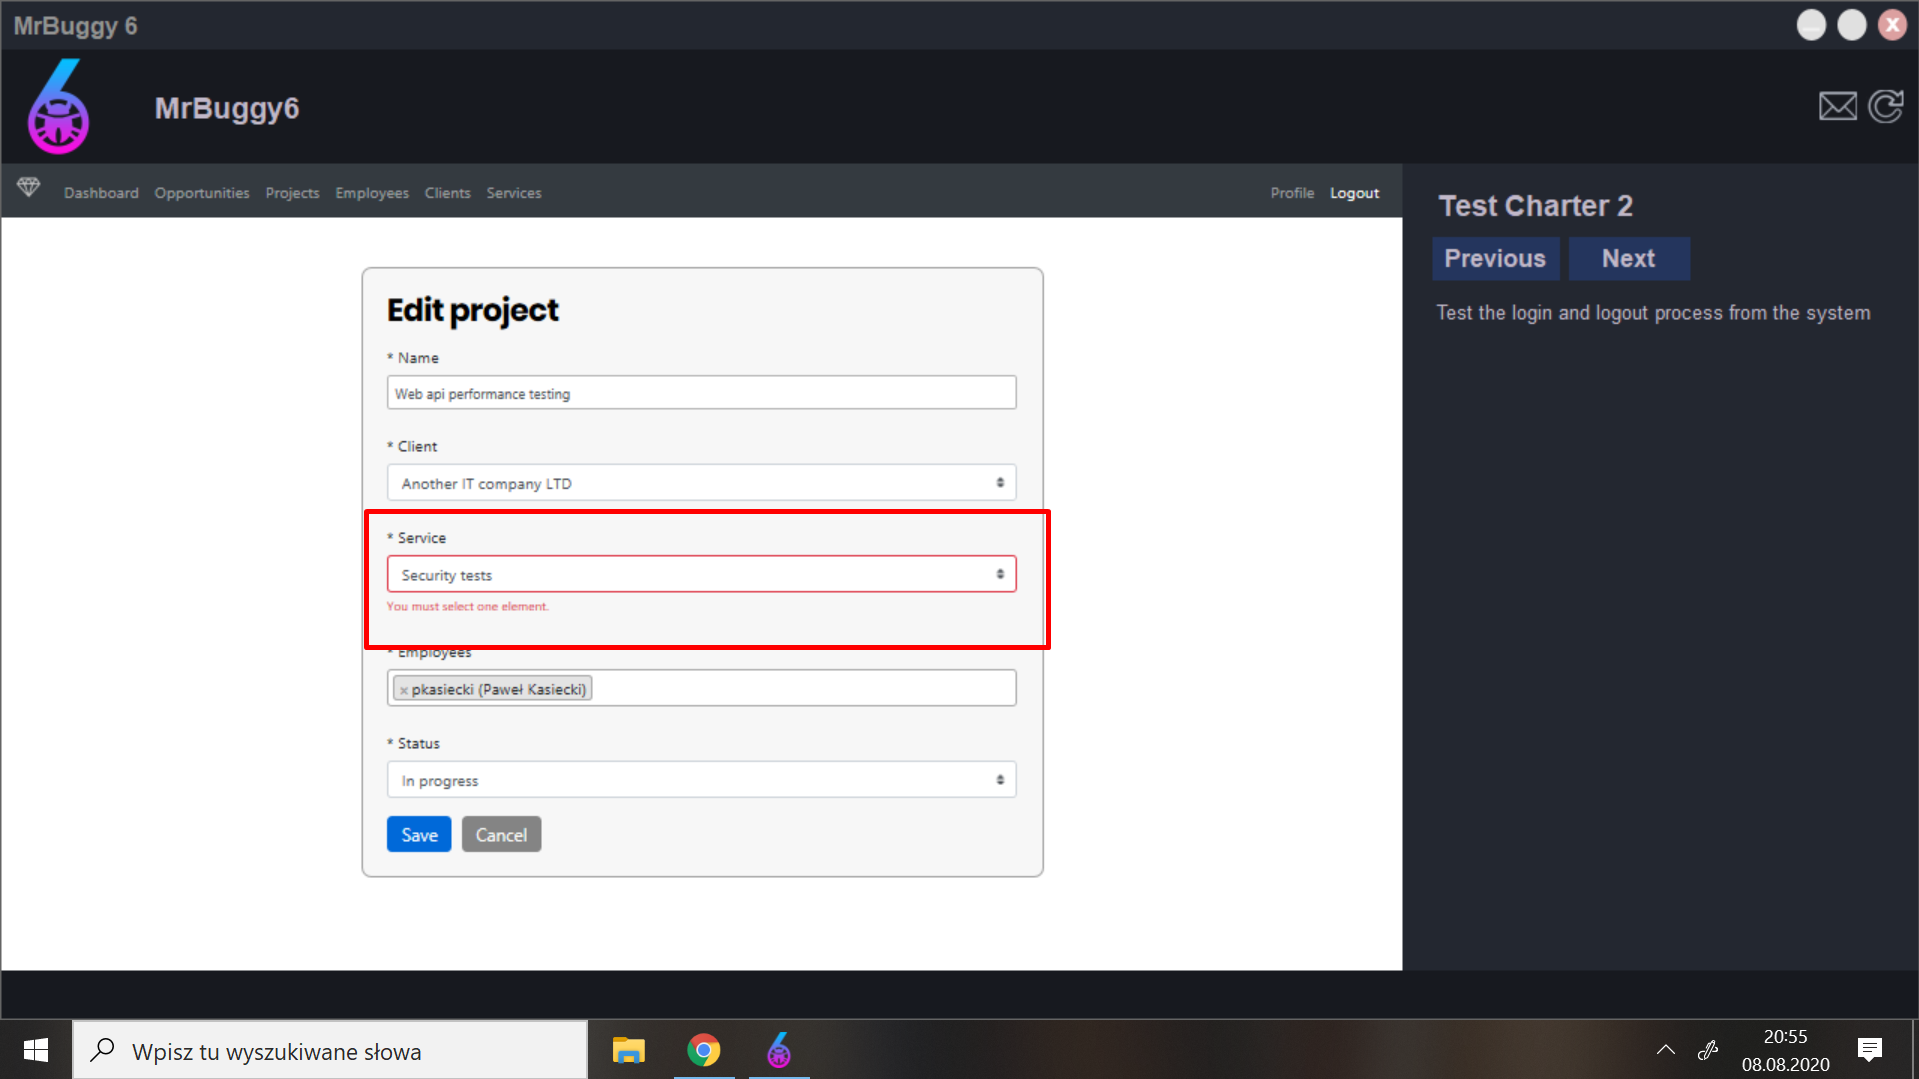 MrBuggy 6
MrBuggy6
Dashboard Opportunities Projects Employees Clients Services Profile Logout
Test Charter 2
Previous Next
Test the login and logout process from the system
Edit project
* Name
Web api performance testing
* Client
Another IT company LTD
* Service
Security tests
You must select one element.
* Employees
× pkasiecki (Paweł Kasiecki)
* Status
In progress
Save Cancel
Wpisz tu wyszukiwane słowa
20:55
08.08.2020